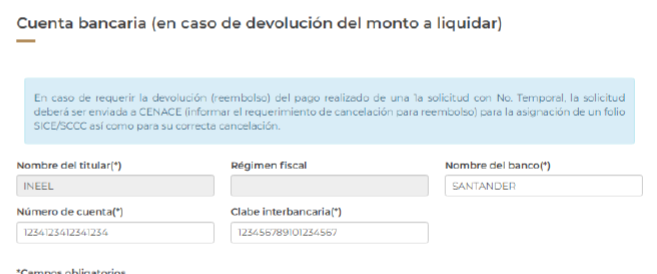 Cuenta bancaria (en caso de devolución del monto a liquidar)
En caso de requerir la devolución (reembolso) del pago realizado de una 1a solicitud con No. Temporal, la solicitud
deberá ser enviada a CENACE (informar el requerimiento de cancelación para reembolso) para la asignación de un folio
SICE/SCCC así como para su correcta cancelación.
Nombre del titular(*) Régimen fiscal Nombre del banco(*)
INEEL SANTANDER
Número de cuenta(*) Clabe interbancaria(*)
1234123412341234 123456789101234567
*Campos obligatorios